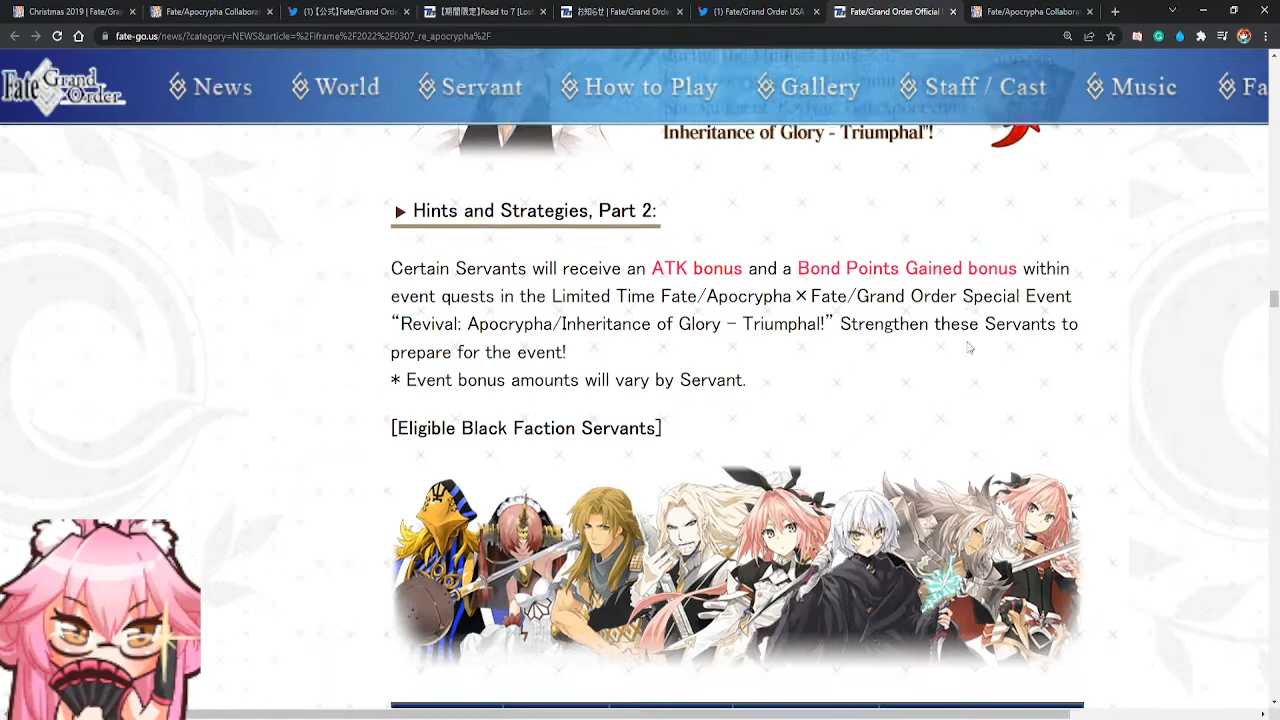 Christmas 2019 | Fate/Gran
Fate/Apocrypha Collaborat
(1) 【公式】Fate/Grand Ord
【期間限定】Road to 7 [Lost
お知らせ | Fate/Grand Order
(1) Fate/Grand Order USA
Fate/Grand Order Official
Fate/Apocrypha Collaborat
fate-go.us/news/?category=NEWS&article=%2Fiframe%2F2022%2F0307_re_apocrypha%2F
Fate Grand Order
News
World
Servant
How to Play
Gallery
Staff / Cast
Music
Fa
Inheritance of Glory - Triumphal"!
Hints and Strategies, Part 2:
Certain Servants will receive an ATK bonus and a Bond Points Gained bonus within
event quests in the Limited Time Fate/Apocrypha×Fate/Grand Order Special Event
“Revival: Apocrypha/Inheritance of Glory – Triumphal!” Strengthen these Servants to
prepare for the event!
* Event bonus amounts will vary by Servant.
[Eligible Black Faction Servants]